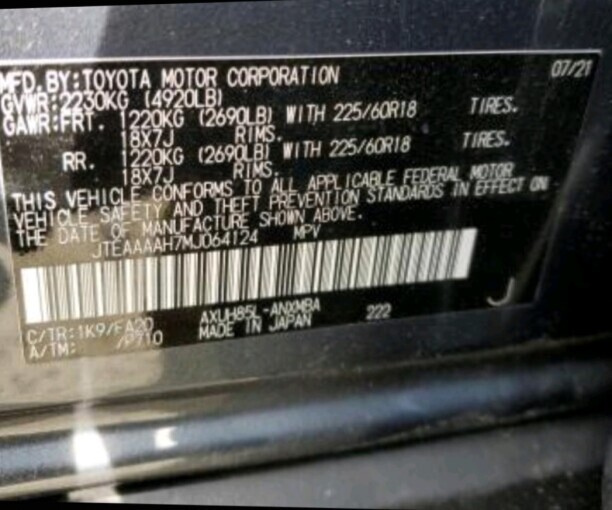 MFD. BY: TOYOTA MOTOR CORPORATION 07/21
GVWR: 2230KG (4920LB)
GAWR: FRT. 1220KG (2690LB) WITH 225/60R18 TIRES.
18X7J RIMS.
RR. 1220KG (2690LB) WITH 225/60R18 TIRES.
18X7J RIMS.
THIS VEHICLE CONFORMS TO ALL APPLICABLE FEDERAL MOTOR
VEHICLE SAFETY AND THEFT PREVENTION STANDARDS IN EFFECT ON
THE DATE OF MANUFACTURE SHOWN ABOVE.
JTEAAAAH7MJ064124 MPV
C/TR: 1K9/EA20 AXUH85L-ANXMBA 222 J
A/TM: /P710 MADE IN JAPAN